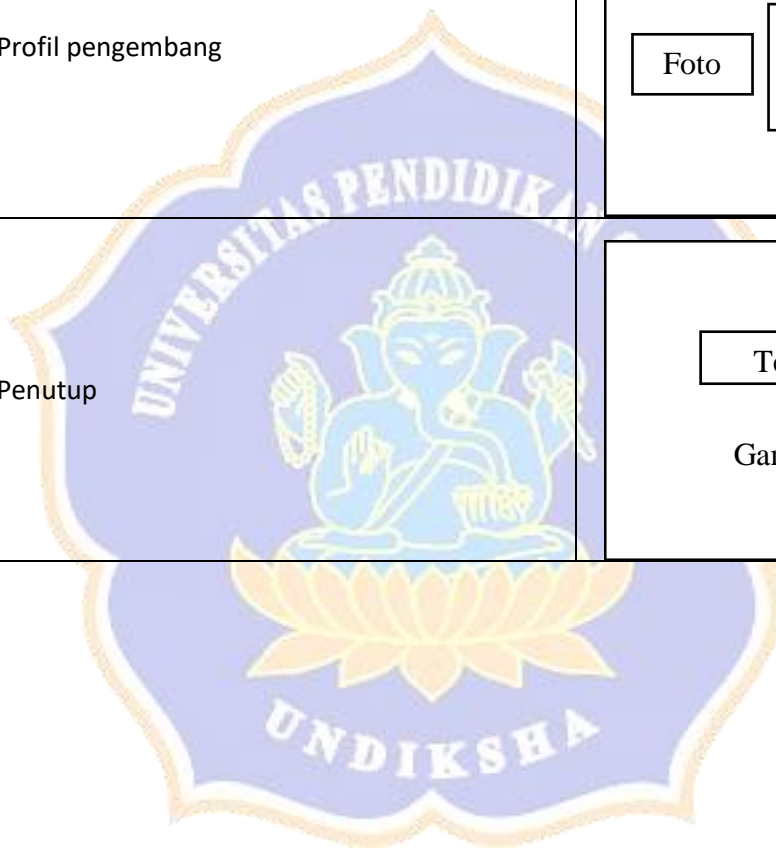 Profil pengembang
Foto
UNIVERSITAS PENDIDIKAN
Penutup
UNDIKSHA